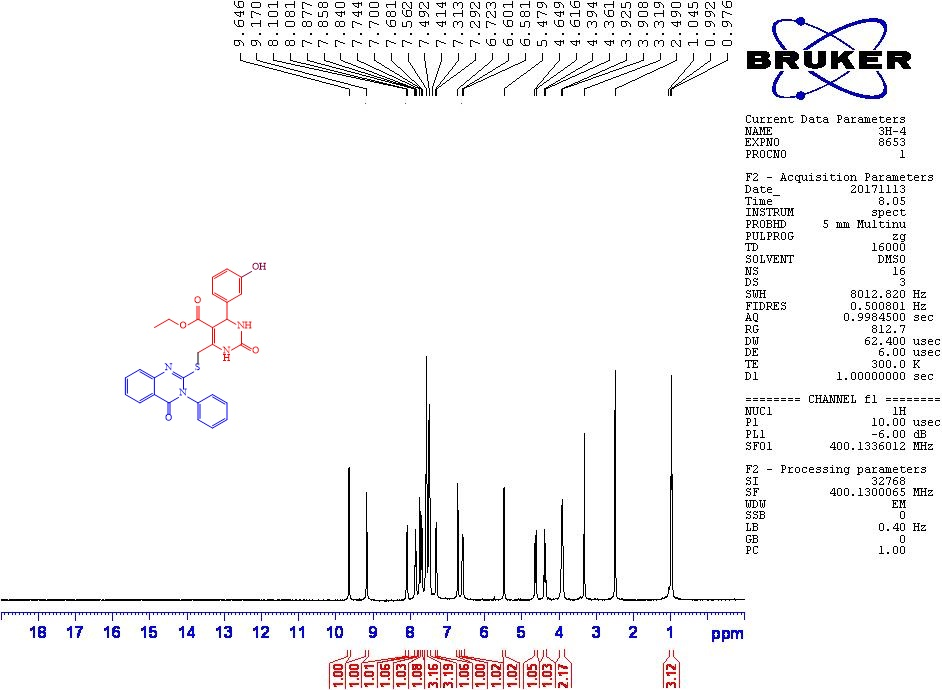 9.646
9.170
8.101
8.081
7.877
7.858
7.840
7.744
7.700
7.681
7.562
7.492
7.414
7.313
7.292
6.723
6.601
6.581
5.479
4.649
4.616
4.394
4.361
3.925
3.908
3.319
2.490
1.045
0.992
0.976
BRUKER
Current Data Parameters
NAME 3H-4
EXPNO 8653
PROCNO 1
F2 - Acquisition Parameters
Date_ 20171113
Time 8.05
INSTRUM spect
PROBHD 5 mm Multinu
PULPROG zg
TD 16000
SOLVENT DMSO
NS 16
DS 3
SWH 8012.820 Hz
FIDRES 0.500801 Hz
AQ 0.9984500 sec
RG 812.7
DW 62.400 usec
DE 6.00 usec
TE 300.0 K
D1 1.00000000 sec
======== CHANNEL f1 ========
NUC1 1H
P1 10.00 usec
PL1 -6.00 dB
SFO1 400.1336012 MHz
F2 - Processing parameters
SI 32768
SF 400.1300065 MHz
WDW EM
SSB 0
LB 0.40 Hz
GB 0
PC 1.00
OH
O
O
NH
N
H
O
S
N
N
O
18 17 16 15 14 13 12 11 10 9 8 7 6 5 4 3 2 1 ppm
1.00
1.00
1.01
1.06
1.03
1.08
3.16
3.19
1.06
1.00
1.02
1.02
1.05
1.03
2.17
3.12